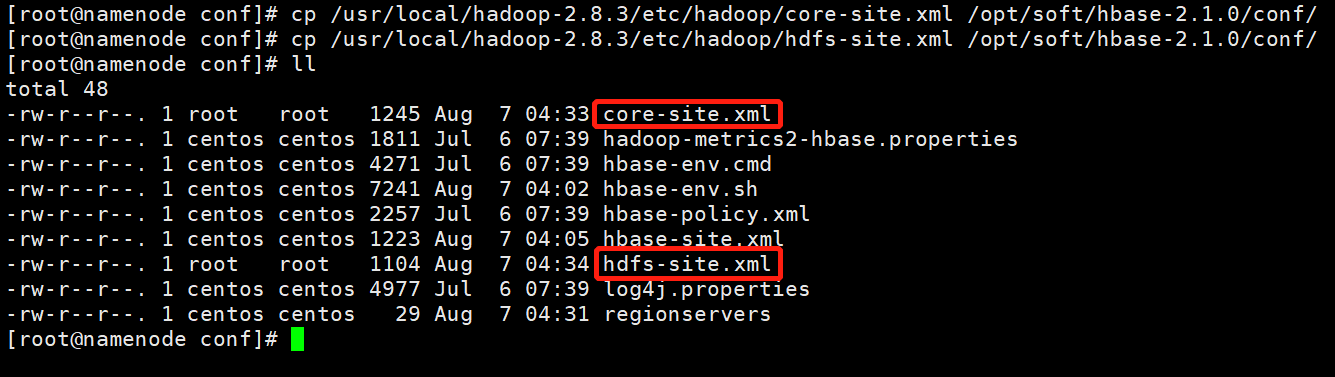 [root@namenode conf]# cp /usr/local/hadoop-2.8.3/etc/hadoop/core-site.xml /opt/soft/hbase-2.1.0/conf/
[root@namenode conf]# cp /usr/local/hadoop-2.8.3/etc/hadoop/hdfs-site.xml /opt/soft/hbase-2.1.0/conf/
[root@namenode conf]# ll
total 48
-rw-r--r--. 1 root   root   1245 Aug  7 04:33 core-site.xml
-rw-r--r--. 1 centos centos 1811 Jul  6 07:39 hadoop-metrics2-hbase.properties
-rw-r--r--. 1 centos centos 4271 Jul  6 07:39 hbase-env.cmd
-rw-r--r--. 1 centos centos 7241 Aug  7 04:02 hbase-env.sh
-rw-r--r--. 1 centos centos 2257 Jul  6 07:39 hbase-policy.xml
-rw-r--r--. 1 centos centos 1223 Aug  7 04:05 hbase-site.xml
-rw-r--r--. 1 root   root   1104 Aug  7 04:34 hdfs-site.xml
-rw-r--r--. 1 centos centos 4977 Jul  6 07:39 log4j.properties
-rw-r--r--. 1 centos centos   29 Aug  7 04:31 regionservers
[root@namenode conf]#